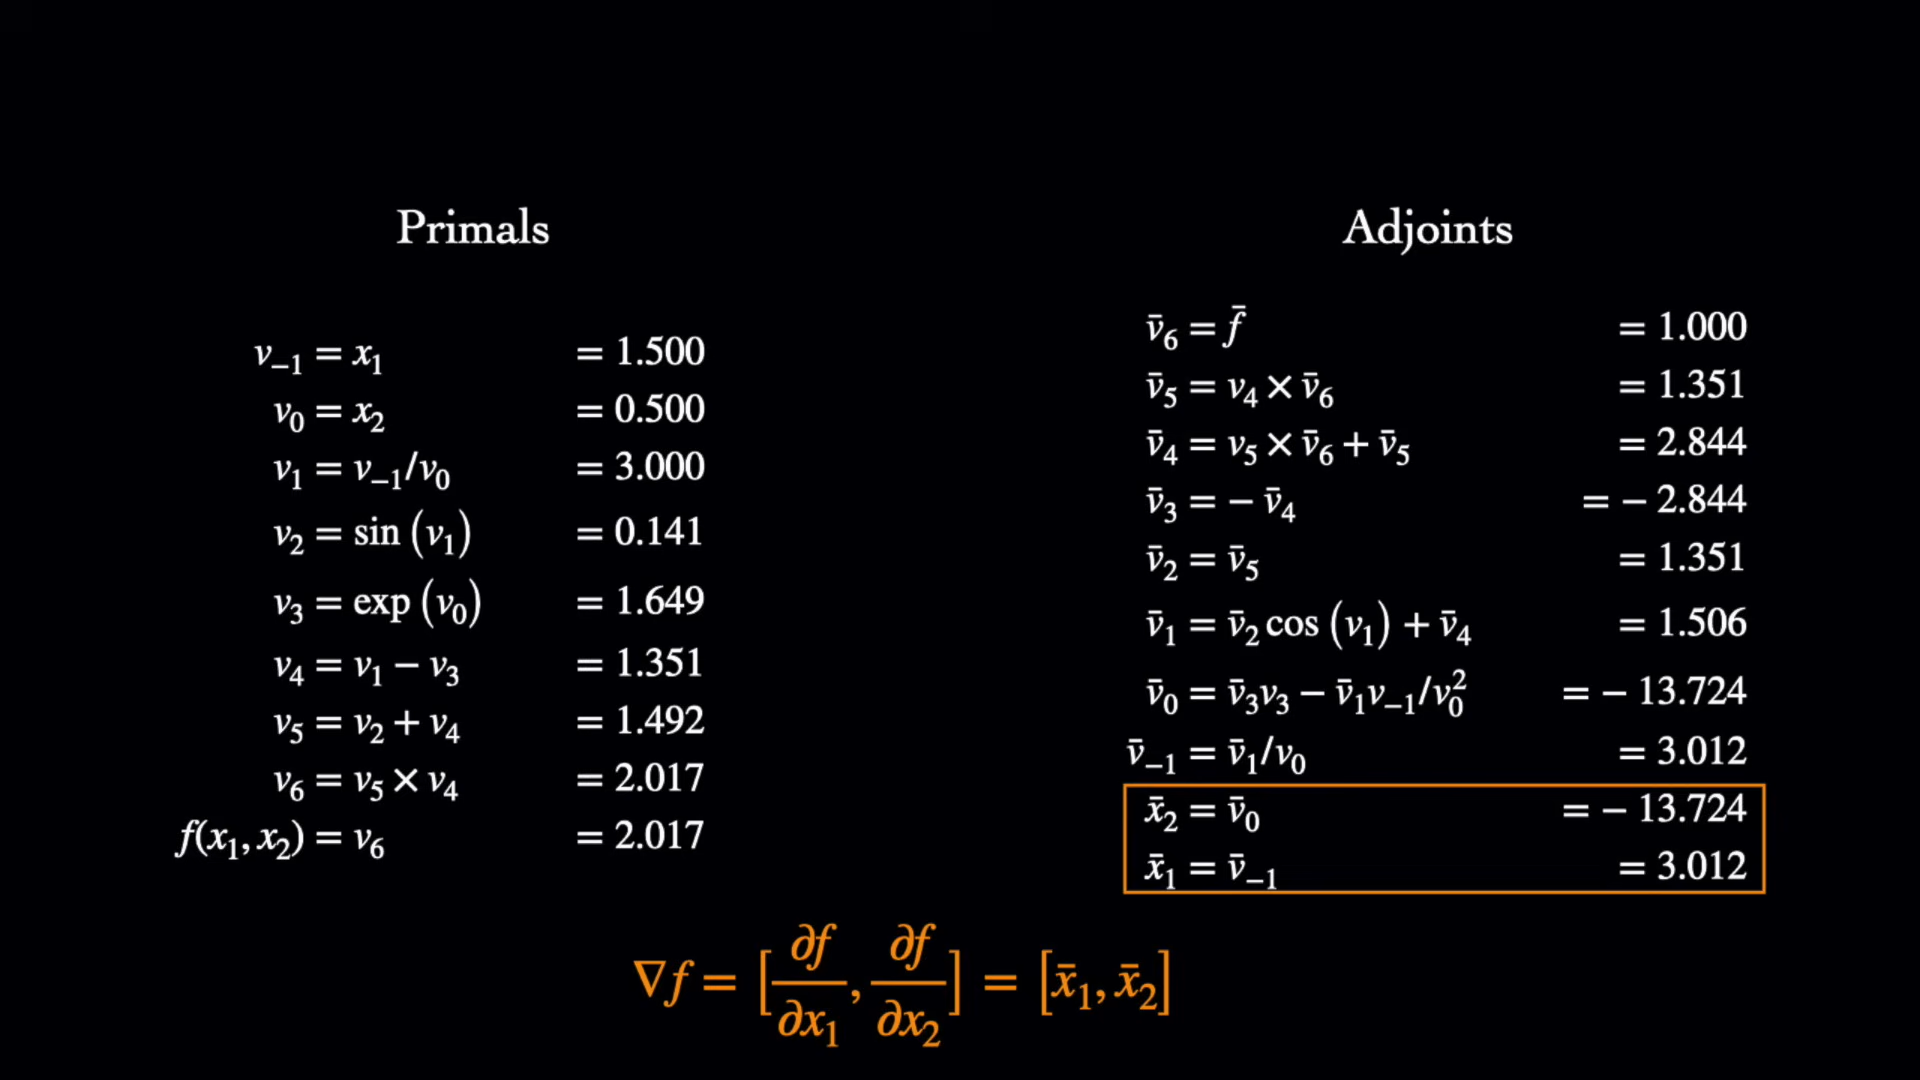 Primals
v₋₁ = x₁ = 1.500
v₀ = x₂ = 0.500
v₁ = v₋₁/v₀ = 3.000
v₂ = sin (v₁) = 0.141
v₃ = exp (v₀) = 1.649
v₄ = v₁ − v₃ = 1.351
v₅ = v₂ + v₄ = 1.492
v₆ = v₅ × v₄ = 2.017
f(x₁, x₂) = v₆ = 2.017
Adjoints
v̄₆ = f̄ = 1.000
v̄₅ = v₄ × v̄₆ = 1.351
v̄₄ = v₅ × v̄₆ + v̄₅ = 2.844
v̄₃ = − v̄₄ = − 2.844
v̄₂ = v̄₅ = 1.351
v̄₁ = v̄₂ cos (v₁) + v̄₄ = 1.506
v̄₀ = v̄₃v₃ − v̄₁v₋₁/v₀² = − 13.724
v̄₋₁ = v̄₁/v₀ = 3.012
x̄₂ = v̄₀ = − 13.724
x̄₁ = v̄₋₁ = 3.012
∇f = [∂f/∂x₁, ∂f/∂x₂] = [x̄₁, x̄₂]